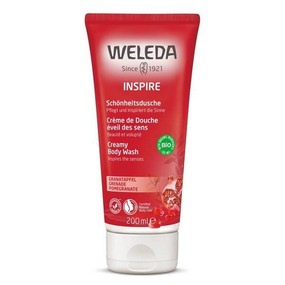 WELEDA
Since 1921
INSPIRE
Schönheitsdusche
Pflegt und inspiriert die Sinne
Crème de Douche
éveil des sens
Beauté et volupté
Creamy
Body Wash
Inspires the senses
BIO
GRANATAPFEL
GRENADE
POMEGRANATE
200 ml e